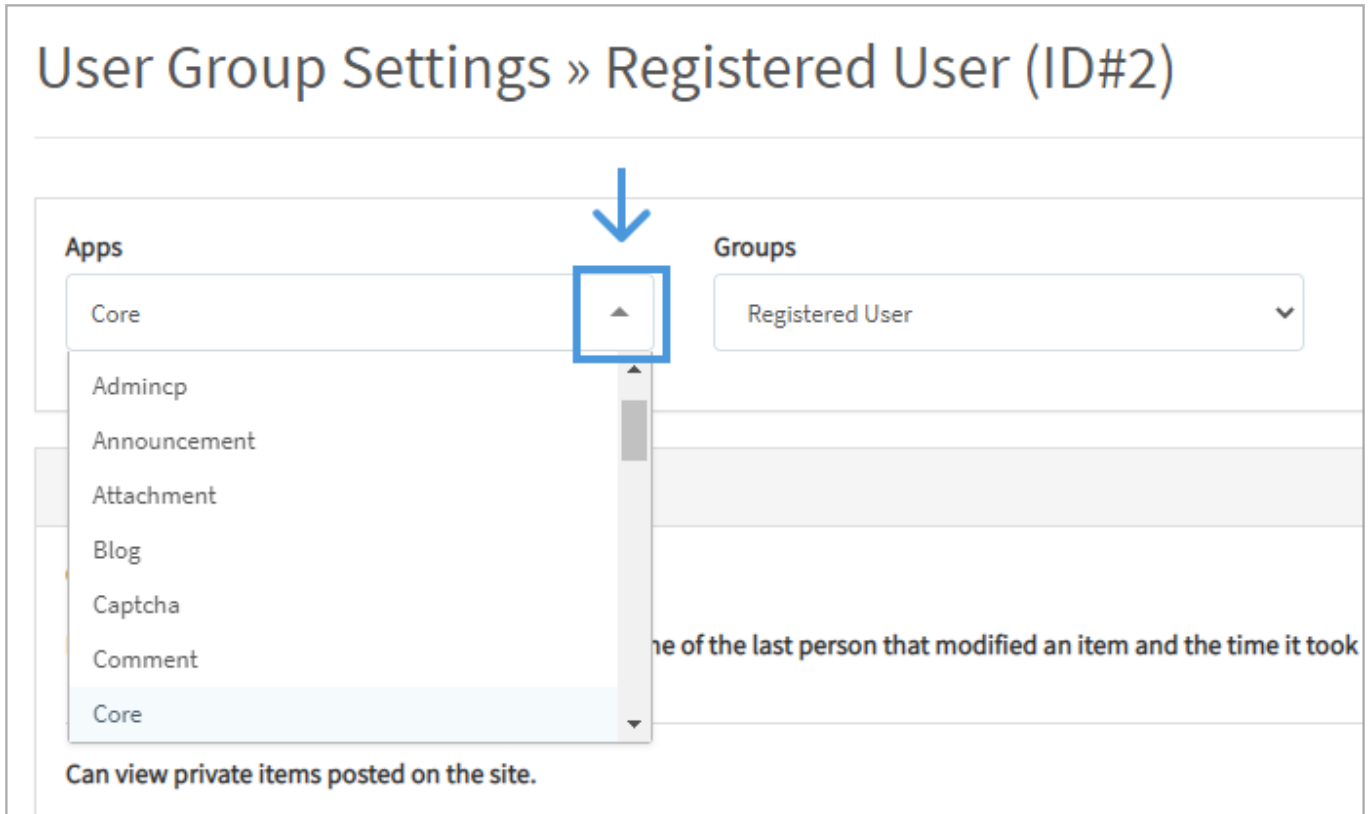 User Group Settings » Registered User (ID#2)
Apps
Groups
Core
Registered User
Admincp
Announcement
Attachment
Blog
Captcha
Comment
Core
of the last person that modified an item and the time it took
Can view private items posted on the site.